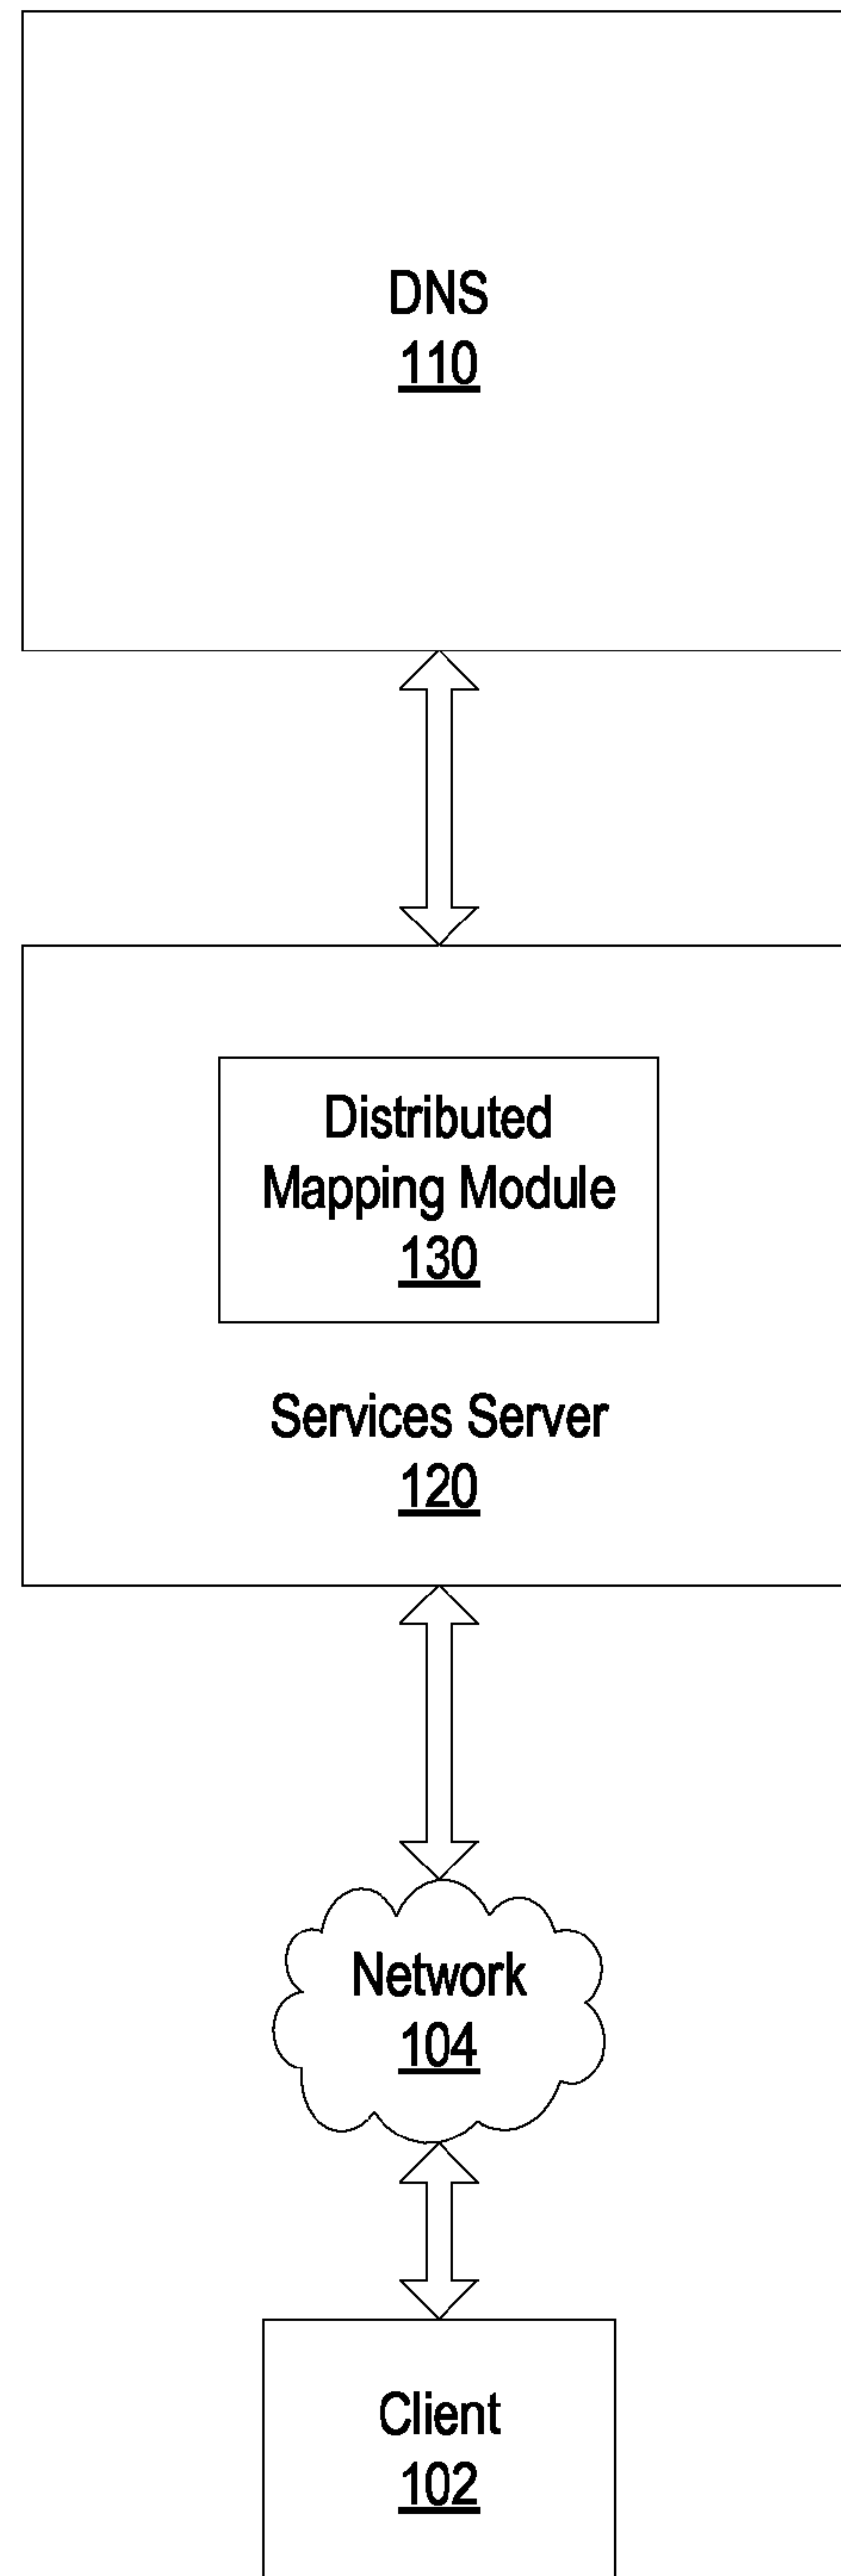 DNS
110
Distributed
Mapping Module
130
Services Server
120
Network
104
Client
102